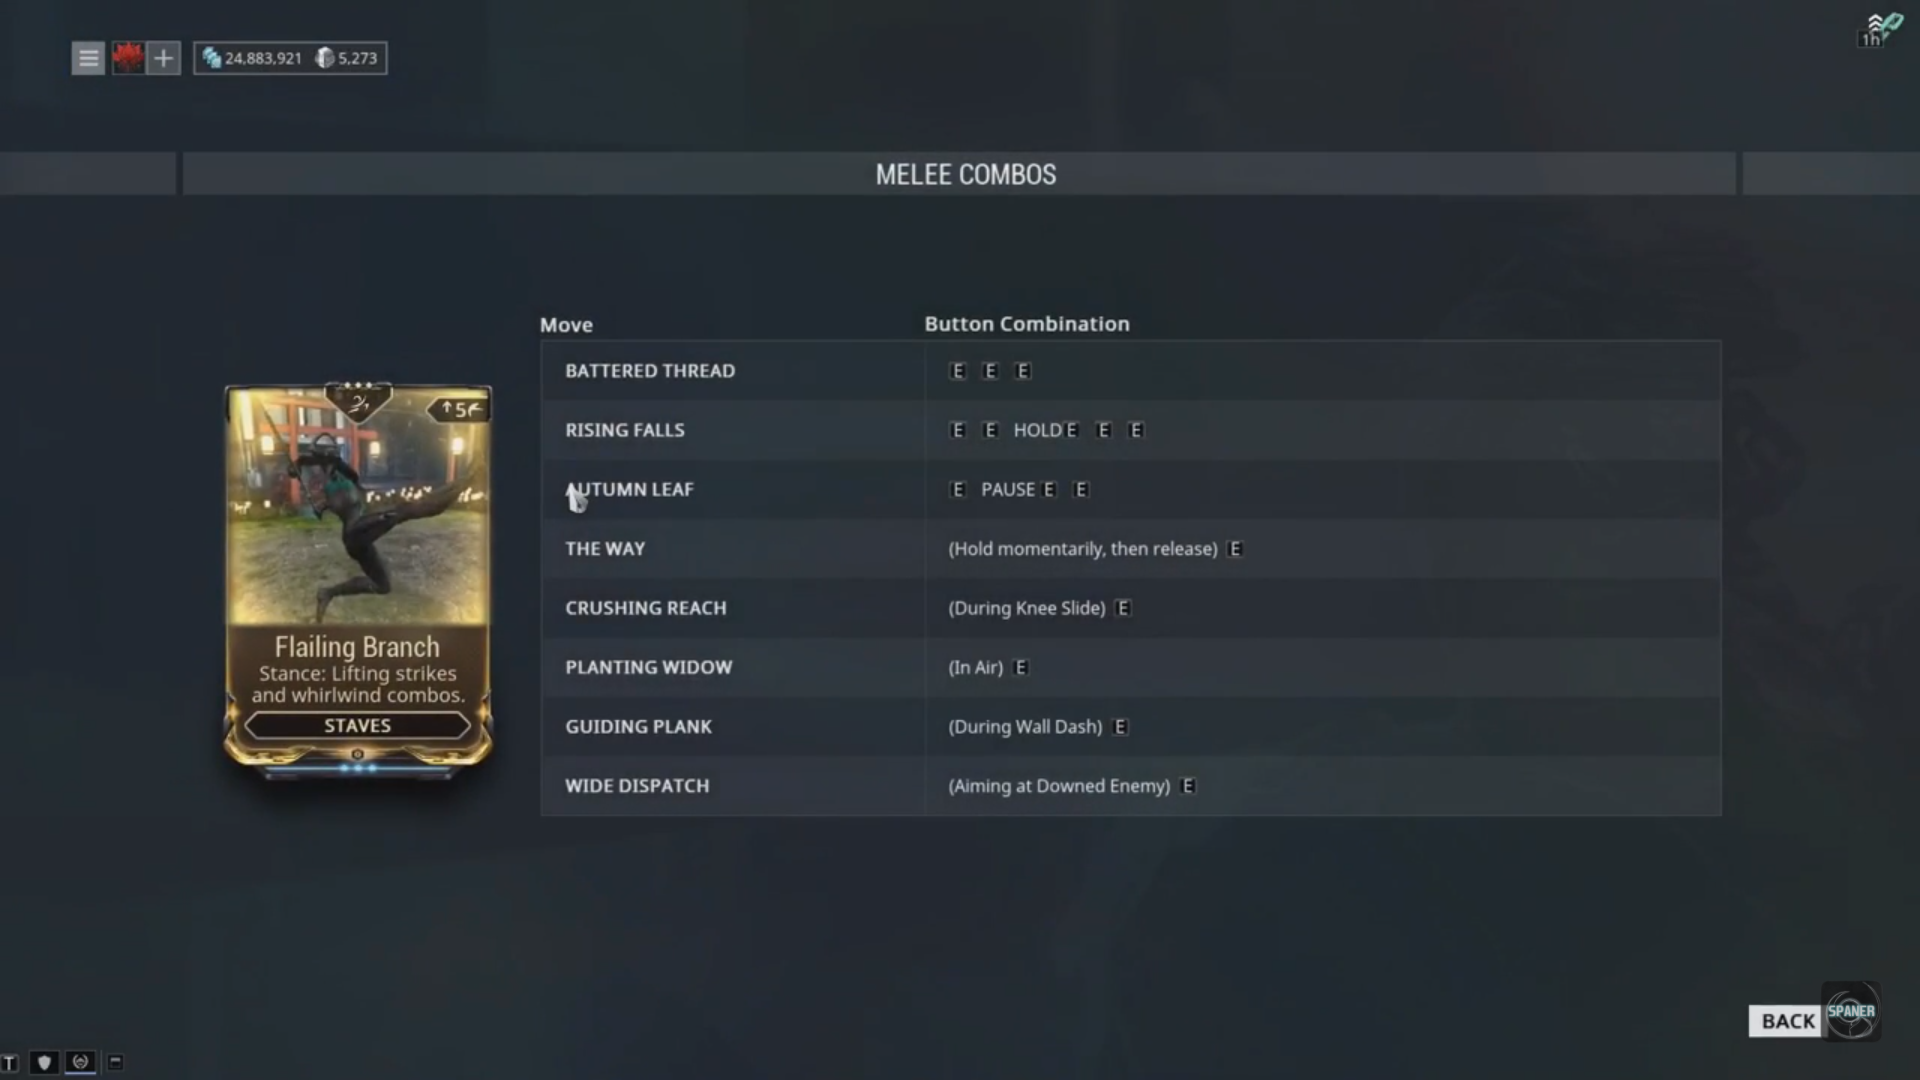 1h
24,883,921 5,273
MELEE COMBOS
Move Button Combination
BATTERED THREAD E E E
RISING FALLS E E HOLD E E E
AUTUMN LEAF E PAUSE E E
THE WAY (Hold momentarily, then release) E
CRUSHING REACH (During Knee Slide) E
PLANTING WIDOW (In Air) E
GUIDING PLANK (During Wall Dash) E
WIDE DISPATCH (Aiming at Downed Enemy) E
↑5
Flailing Branch
Stance: Lifting strikes
and whirlwind combos.
STAVES
BACK
SPANER
T